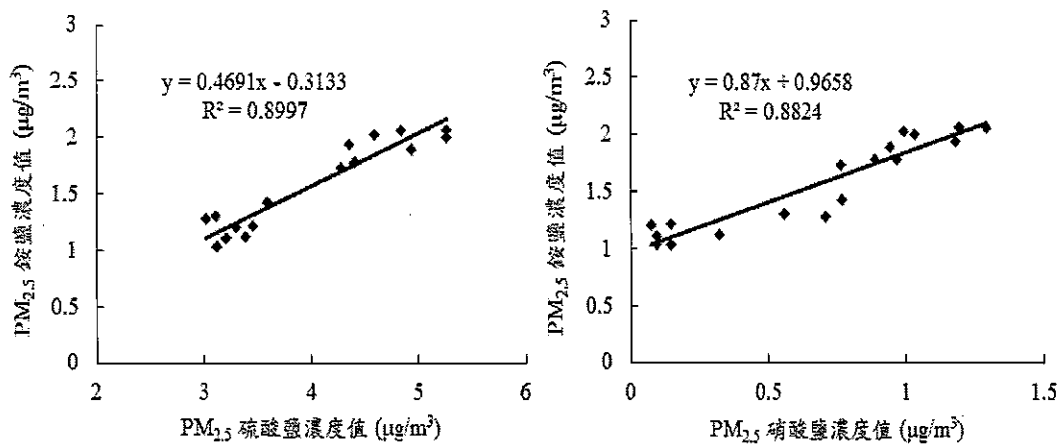 3
2.5
2
1.5
1
0.5
0
y = 0.4691x - 0.3133
R² = 0.8997
2 3 4 5 6
PM2.5 銨鹽濃度值 (μg/m³)
PM2.5 硫酸鹽濃度值 (μg/m³)
3
2.5
2
1.5
1
0.5
0
y = 0.87x + 0.9658
R² = 0.8824
0 0.5 1 1.5
PM2.5 銨鹽濃度值 (μg/m³)
PM2.5 硝酸鹽濃度值 (μg/m³)